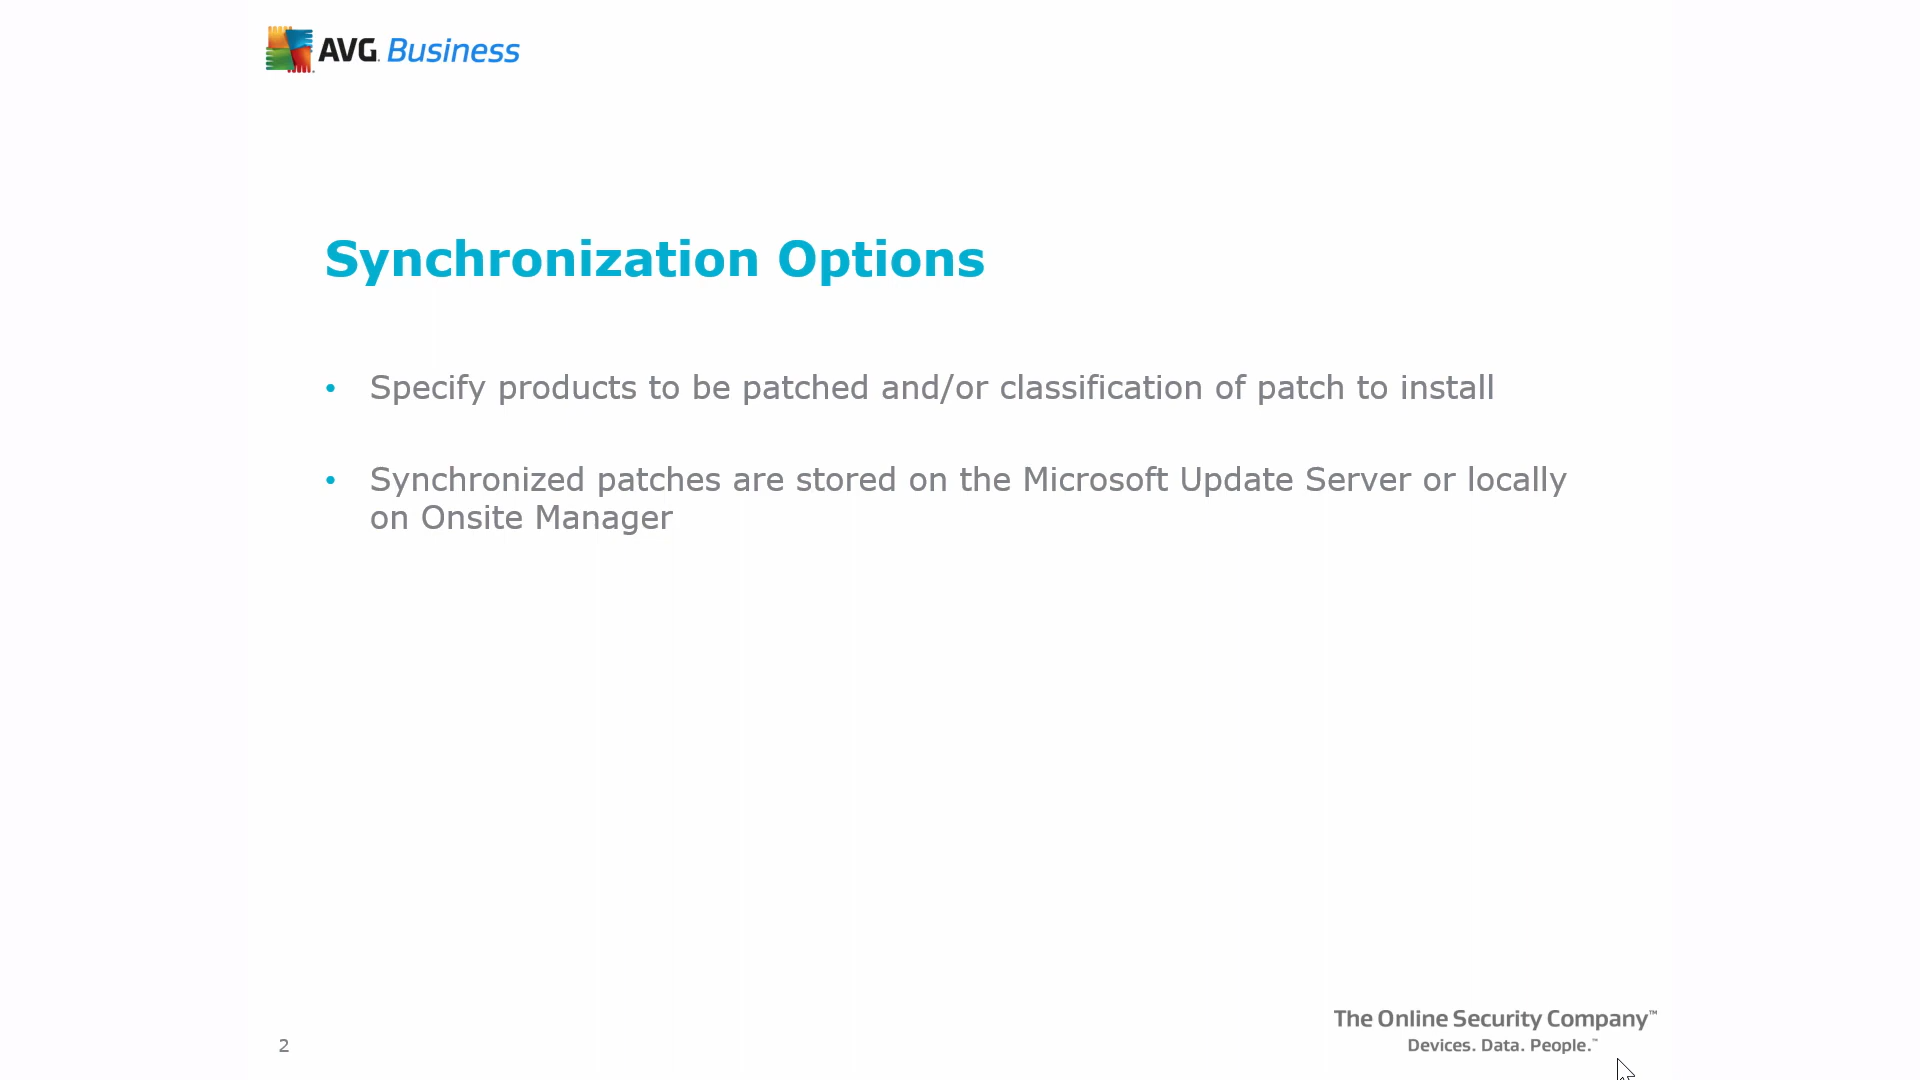 AVG. Business
Synchronization Options
• Specify products to be patched and/or classification of patch to install
• Synchronized patches are stored on the Microsoft Update Server or locally
on Onsite Manager
The Online Security Company™
2
Devices. Data. People.™